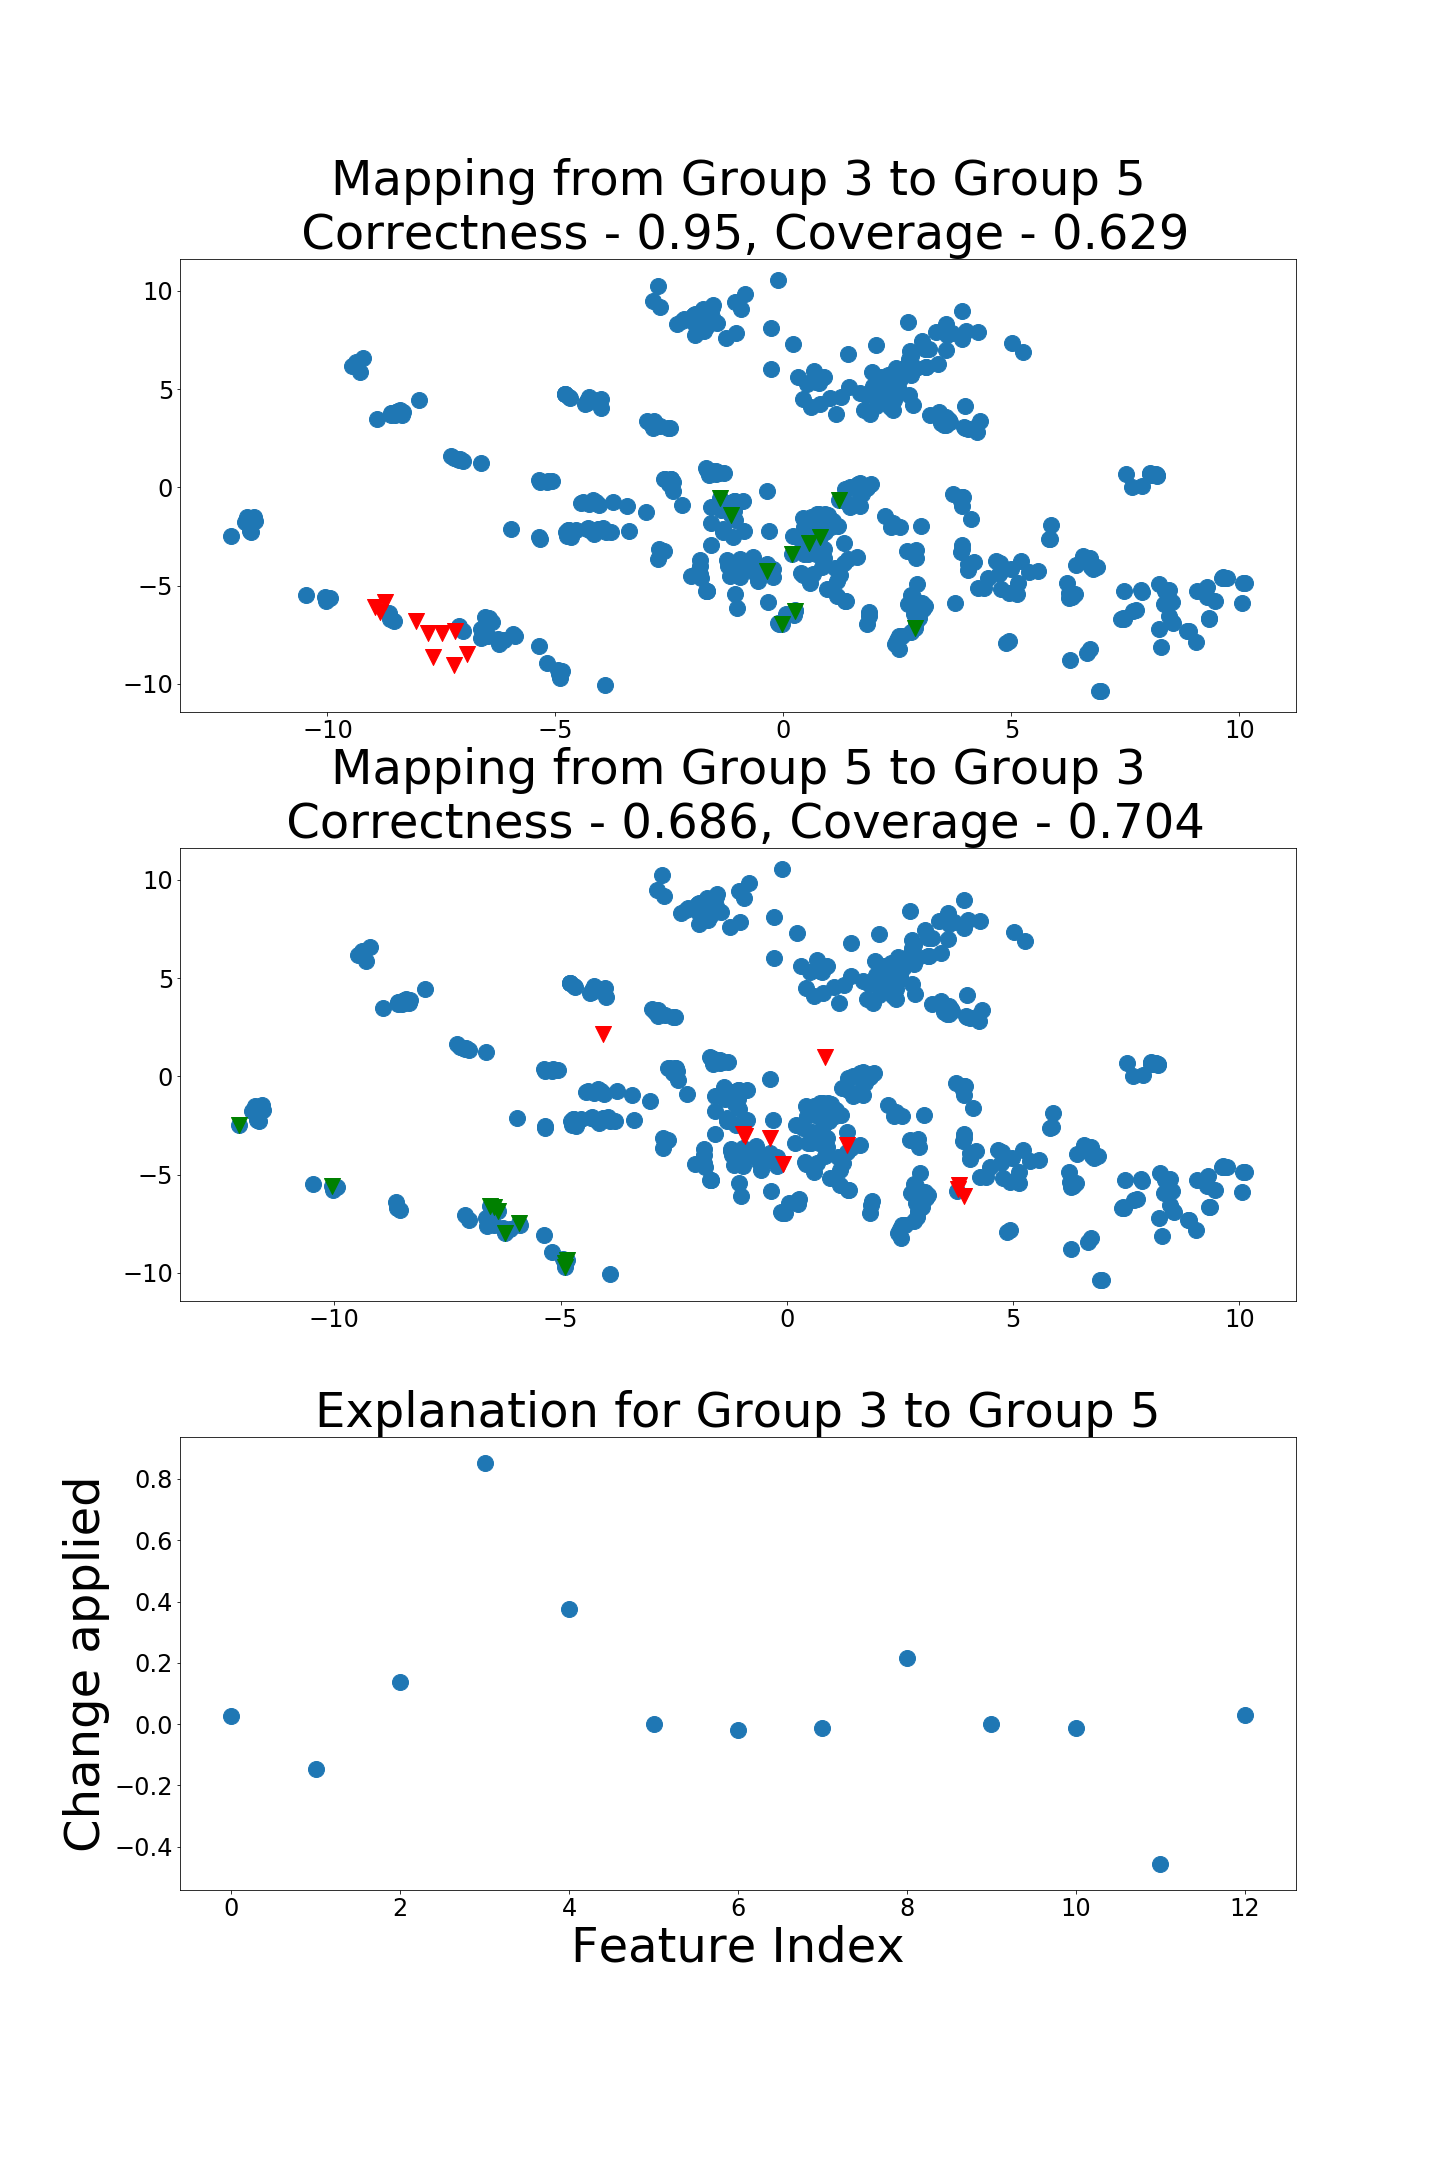 Mapping from Group 3 to Group 5
Correctness - 0.95, Coverage - 0.629
10
5
0
−5
−10
−10 −5 0 5 10
Mapping from Group 5 to Group 3
Correctness - 0.686, Coverage - 0.704
10
5
0
−5
−10
−10 −5 0 5 10
Explanation for Group 3 to Group 5
Change applied
0.8
0.6
0.4
0.2
0.0
−0.2
−0.4
0 2 4 6 8 10 12
Feature Index